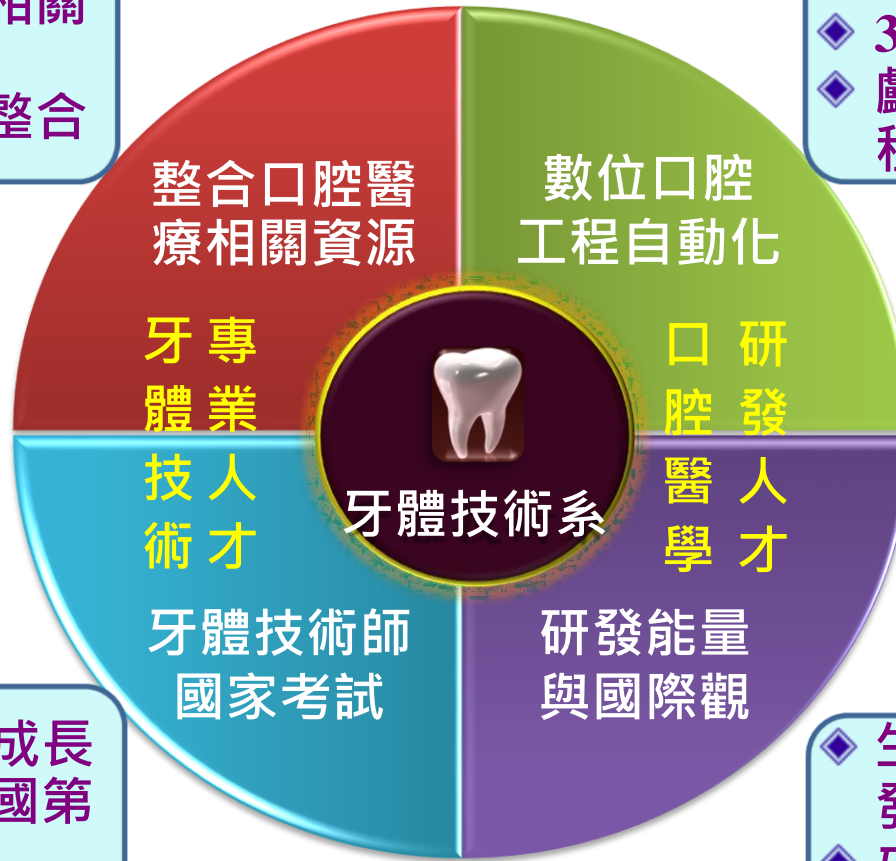 相關
整合
3
整合口腔醫
療相關資源
數位口腔
工程自動化
牙體技術
專業人才
口腔醫學
研發人才
牙體技術系
牙體技術師
國家考試
研發能量
與國際觀
成長
國第